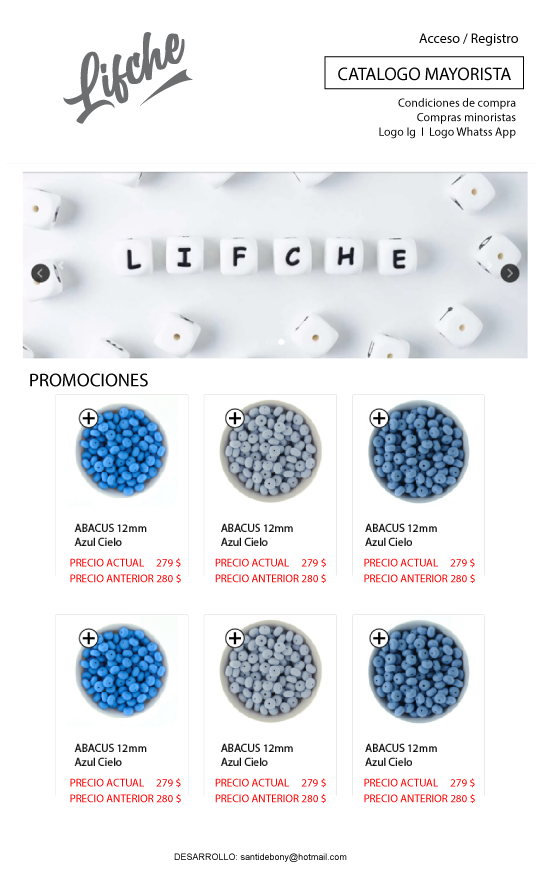 Lifche
Acceso / Registro
CATALOGO MAYORISTA
Condiciones de compra
Compras minoristas
Logo Ig I Logo Whatss App
L I F C H E
PROMOCIONES
ABACUS 12mm
Azul Cielo
PRECIO ACTUAL 279 $
PRECIO ANTERIOR 280 $
ABACUS 12mm
Azul Cielo
PRECIO ACTUAL 279 $
PRECIO ANTERIOR 280 $
ABACUS 12mm
Azul Cielo
PRECIO ACTUAL 279 $
PRECIO ANTERIOR 280 $
ABACUS 12mm
Azul Cielo
PRECIO ACTUAL 279 $
PRECIO ANTERIOR 280 $
ABACUS 12mm
Azul Cielo
PRECIO ACTUAL 279 $
PRECIO ANTERIOR 280 $
ABACUS 12mm
Azul Cielo
PRECIO ACTUAL 279 $
PRECIO ANTERIOR 280 $
DESARROLLO: santidebony@hotmail.com